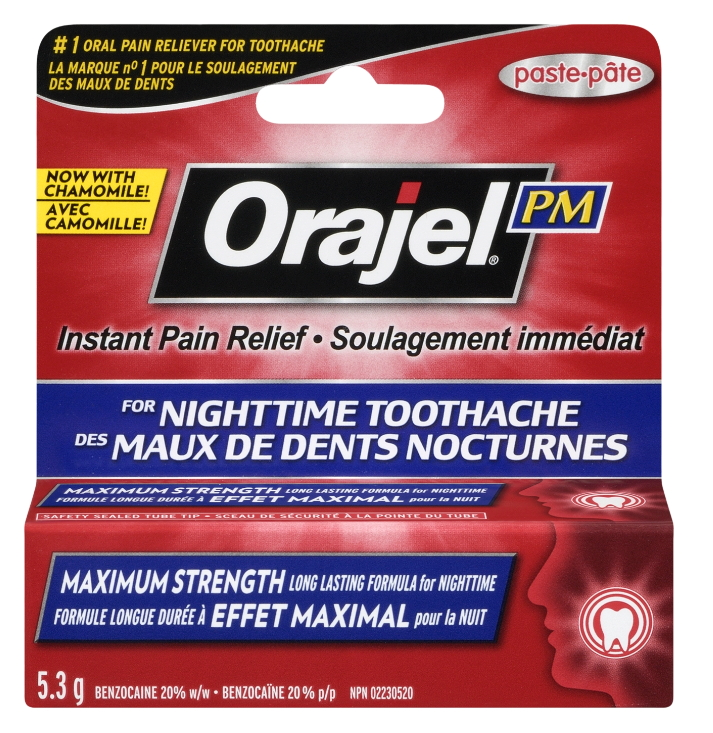 #1 ORAL PAIN RELIEVER FOR TOOTHACHE
LA MARQUE nº 1 POUR LE SOULAGEMENT
DES MAUX DE DENTS
paste•pâte
NOW WITH
CHAMOMILE!
AVEC
CAMOMILLE!
Orajel® PM
Instant Pain Relief • Soulagement immédiat
FOR NIGHTTIME TOOTHACHE
DES MAUX DE DENTS NOCTURNES
MAXIMUM STRENGTH LONG LASTING FORMULA for NIGHTTIME
FORMULE LONGUE DURÉE À EFFET MAXIMAL pour la NUIT
SAFETY SEALED TUBE TIP • SCEAU DE SÉCURITÉ À LA POINTE DU TUBE
MAXIMUM STRENGTH LONG LASTING FORMULA for NIGHTTIME
FORMULE LONGUE DURÉE À EFFET MAXIMAL pour la NUIT
5.3 g BENZOCAINE 20% w/w • BENZOCAÏNE 20% p/p NPN 02230520